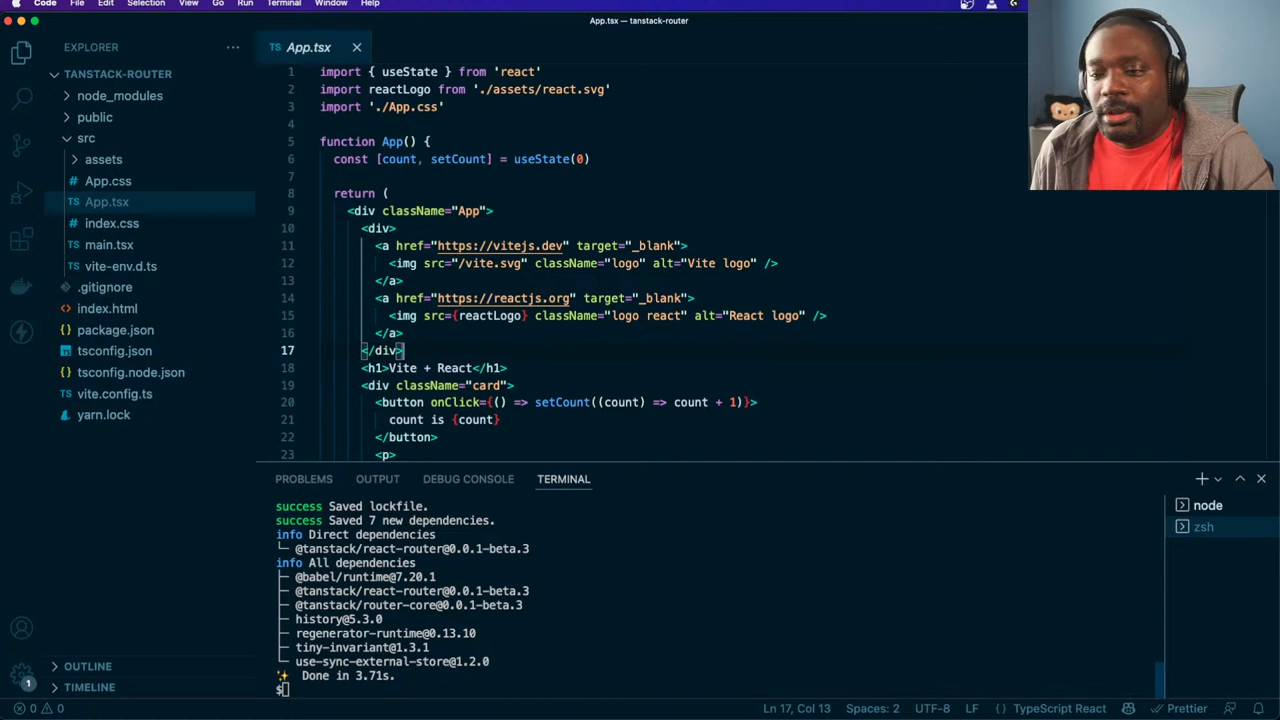 Code File Edit Selection View Go Run Terminal Window Help
App.tsx — tanstack-router
EXPLORER
TANSTACK-ROUTER
node_modules
public
src
assets
# App.css
App.tsx
# index.css
TS main.tsx
TS vite-env.d.ts
.gitignore
<> index.html
{} package.json
tsconfig.json
{} tsconfig.node.json
TS vite.config.ts
yarn.lock
OUTLINE
TIMELINE
TS App.tsx
1 import { useState } from 'react'
2 import reactLogo from './assets/react.svg'
3 import './App.css'
4
5 function App() {
6 const [count, setCount] = useState(0)
7
8 return (
9 <div className="App">
10 <div>
11 <a href="https://vitejs.dev" target="_blank">
12 <img src="/vite.svg" className="logo" alt="Vite logo" />
13 </a>
14 <a href="https://reactjs.org" target="_blank">
15 <img src={reactLogo} className="logo react" alt="React logo" />
16 </a>
17 </div>
18 <h1>Vite + React</h1>
19 <div className="card">
20 <button onClick={() => setCount((count) => count + 1)}>
21 count is {count}
22 </button>
23 <p>
PROBLEMS OUTPUT DEBUG CONSOLE TERMINAL
success Saved lockfile.
success Saved 7 new dependencies.
info Direct dependencies
└─ @tanstack/react-router@0.0.1-beta.3
info All dependencies
├─ @babel/runtime@7.20.1
├─ @tanstack/react-router@0.0.1-beta.3
├─ @tanstack/router-core@0.0.1-beta.3
├─ history@5.3.0
├─ regenerator-runtime@0.13.10
├─ tiny-invariant@1.3.1
└─ use-sync-external-store@1.2.0
✨ Done in 3.71s.
$
node
zsh
1
0 0
Ln 17, Col 13 Spaces: 2 UTF-8 LF {} TypeScript React Prettier